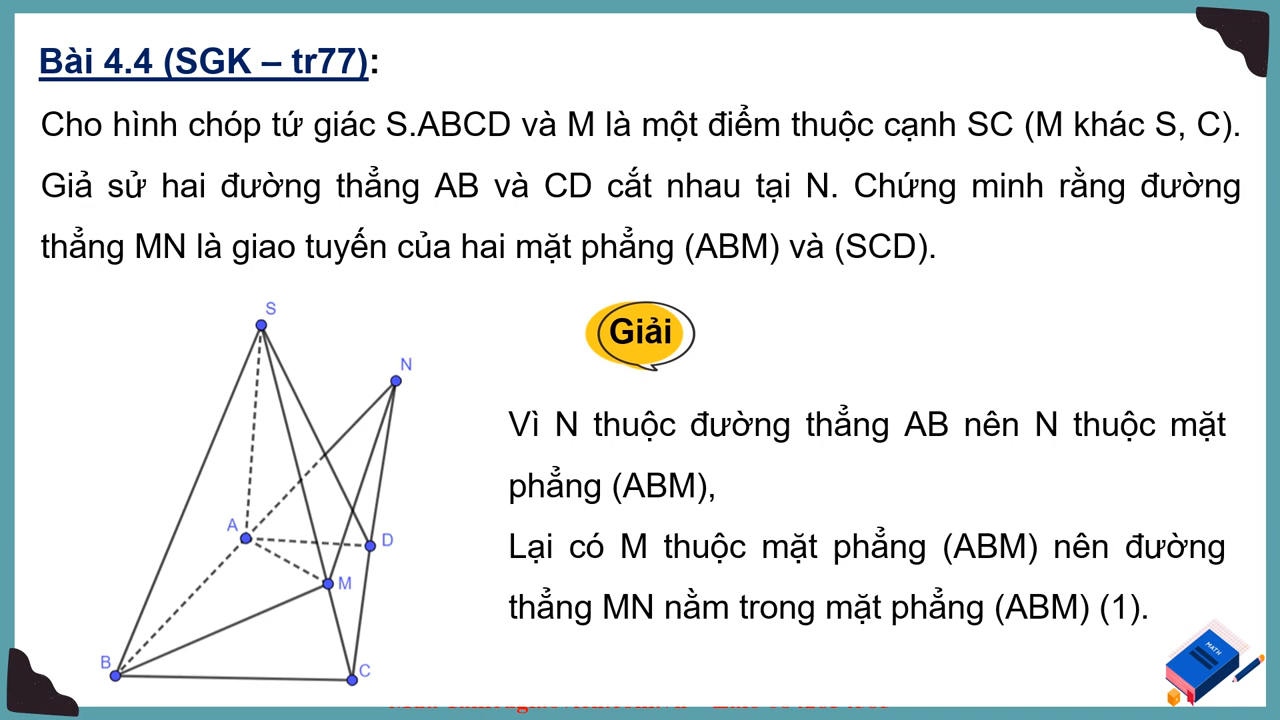 Bài 4.4 (SGK – tr77):
Cho hình chóp tứ giác S.ABCD và M là một điểm thuộc cạnh SC (M khác S, C).
Giả sử hai đường thẳng AB và CD cắt nhau tại N. Chứng minh rằng đường
thẳng MN là giao tuyến của hai mặt phẳng (ABM) và (SCD).
S
N
Giải
Vì N thuộc đường thẳng AB nên N thuộc mặt
phẳng (ABM),
A
D
Lại có M thuộc mặt phẳng (ABM) nên đường
M
thẳng MN nằm trong mặt phẳng (ABM) (1).
B
C
MATH